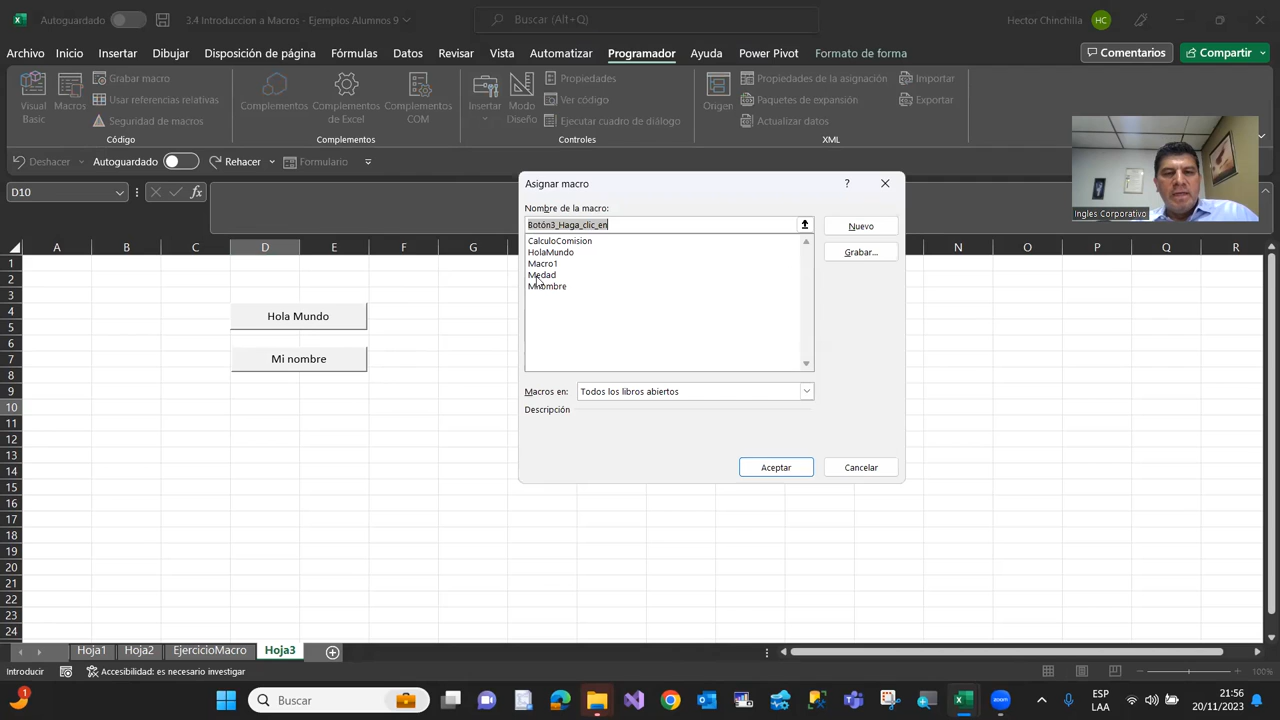 Autoguardado
3.4 Introduccion a Macros - Ejemplos Alumnos 9
Buscar (Alt+Q)
Hector Chinchilla
HC
Archivo Inicio Insertar Dibujar Disposición de página Fórmulas Datos Revisar Vista Automatizar Programador Ayuda Power Pivot Formato de forma
Comentarios
Compartir
Visual Basic
Macros
Grabar macro
Usar referencias relativas
Seguridad de macros
Código
Complementos
Complementos de Excel
Complementos COM
Complementos
Insertar
Modo Diseño
Propiedades
Ver código
Ejecutar cuadro de diálogo
Controles
Origen
Propiedades de la asignación
Paquetes de expansión
Actualizar datos
Importar
Exportar
XML
Deshacer Autoguardado Rehacer Formulario
D10
fx
Ingles Corporativo
Asignar macro
?
Nombre de la macro:
Botón3_Haga_clic_en
Nuevo
Grabar...
CalculoComision
HolaMundo
Macro1
Medad
Mnombre
Macros en: Todos los libros abiertos
Descripción
Aceptar
Cancelar
A B C D E F G N O P Q R
1
2
3
4
5
6
7
8
9
10
11
12
13
14
15
16
17
18
19
20
21
22
23
24
Hola Mundo
Mi nombre
Hoja1 Hoja2 EjercicioMacro Hoja3
Introducir
Accesibilidad: es necesario investigar
100%
1
Buscar
zoom
ESP
LAA
21:56
20/11/2023